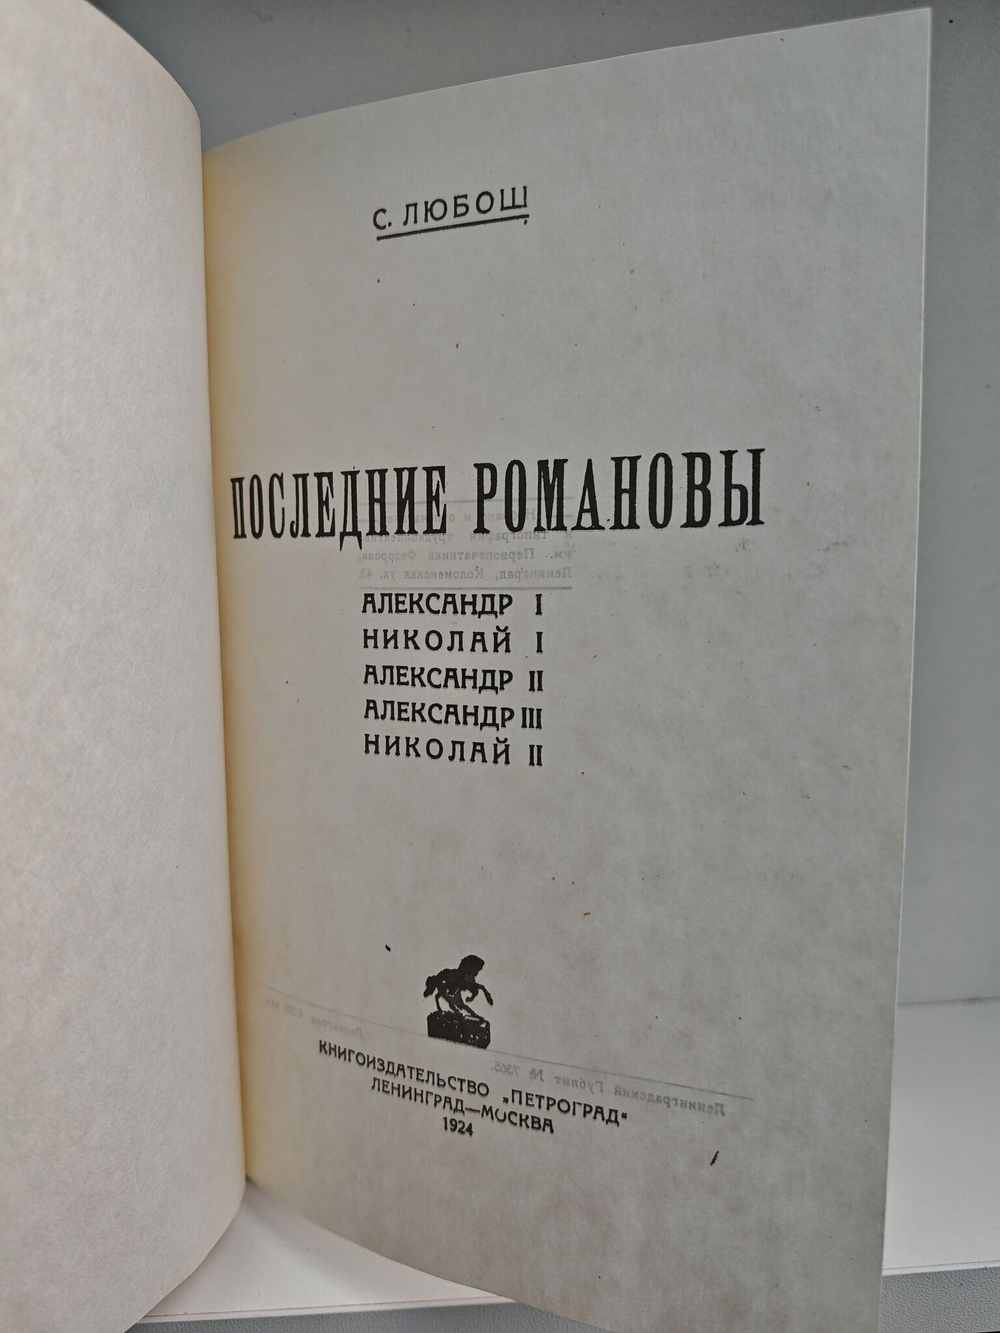 С. ЛЮБОШ
ПОСЛЕДНИЕ РОМАНОВЫ
АЛЕКСАНДР I
НИКОЛАЙ I
АЛЕКСАНДР II
АЛЕКСАНДР III
НИКОЛАЙ II
КНИГОИЗДАТЕЛЬСТВО „ПЕТРОГРАД“
ЛЕНИНГРАД—МОСКВА
1924